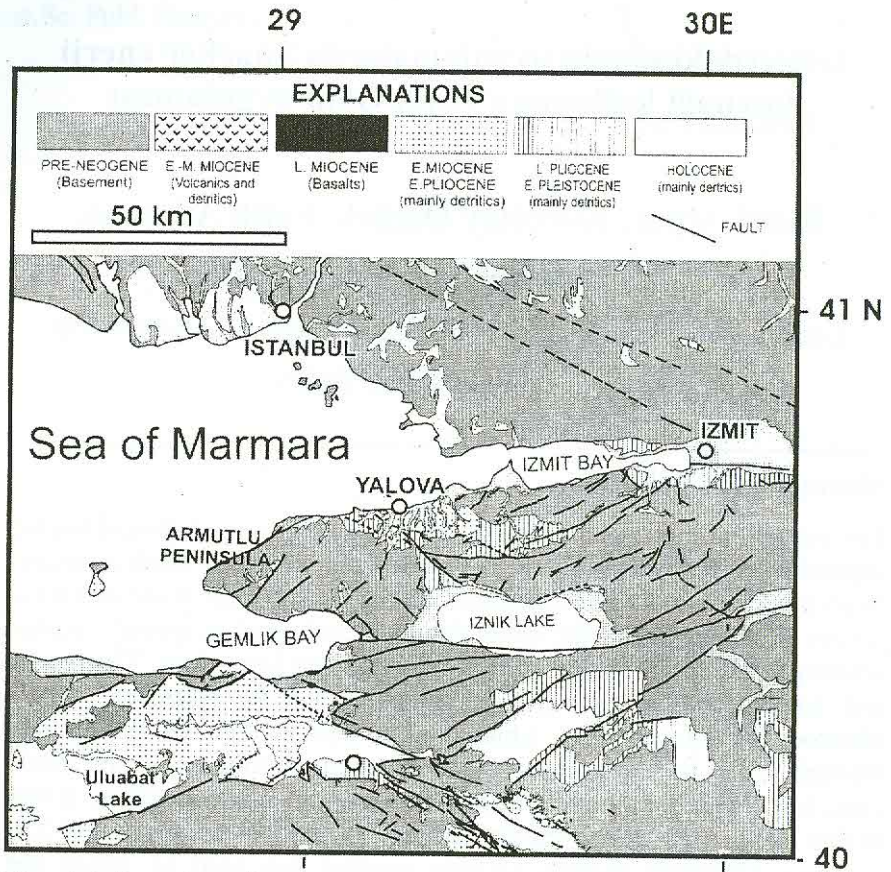 29
30E
EXPLANATIONS
PRE-NEOGENE
(Basement)
E.-M. MIOCENE
(Volcanics and
detritics)
L. MIOCENE
(Basalts)
E.MIOCENE
E.PLIOCENE
(mainly detritics)
L. PLIOCENE
E. PLEISTOCENE
(mainly detritics)
HOLOCENE
(mainly detritics)
50 km
FAULT
41 N
ISTANBUL
IZMIT
Sea of Marmara
IZMIT BAY
YALOVA
ARMUTLU
PENINSULA
IZNIK LAKE
GEMLIK BAY
Uluabat
Lake
40